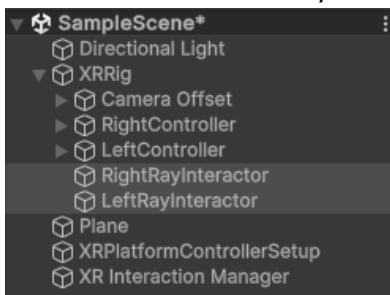 SampleScene*
Directional Light
XRRig
Camera Offset
RightController
LeftController
RightRayInteractor
LeftRayInteractor
Plane
XRPlatformControllerSetup
XR Interaction Manager